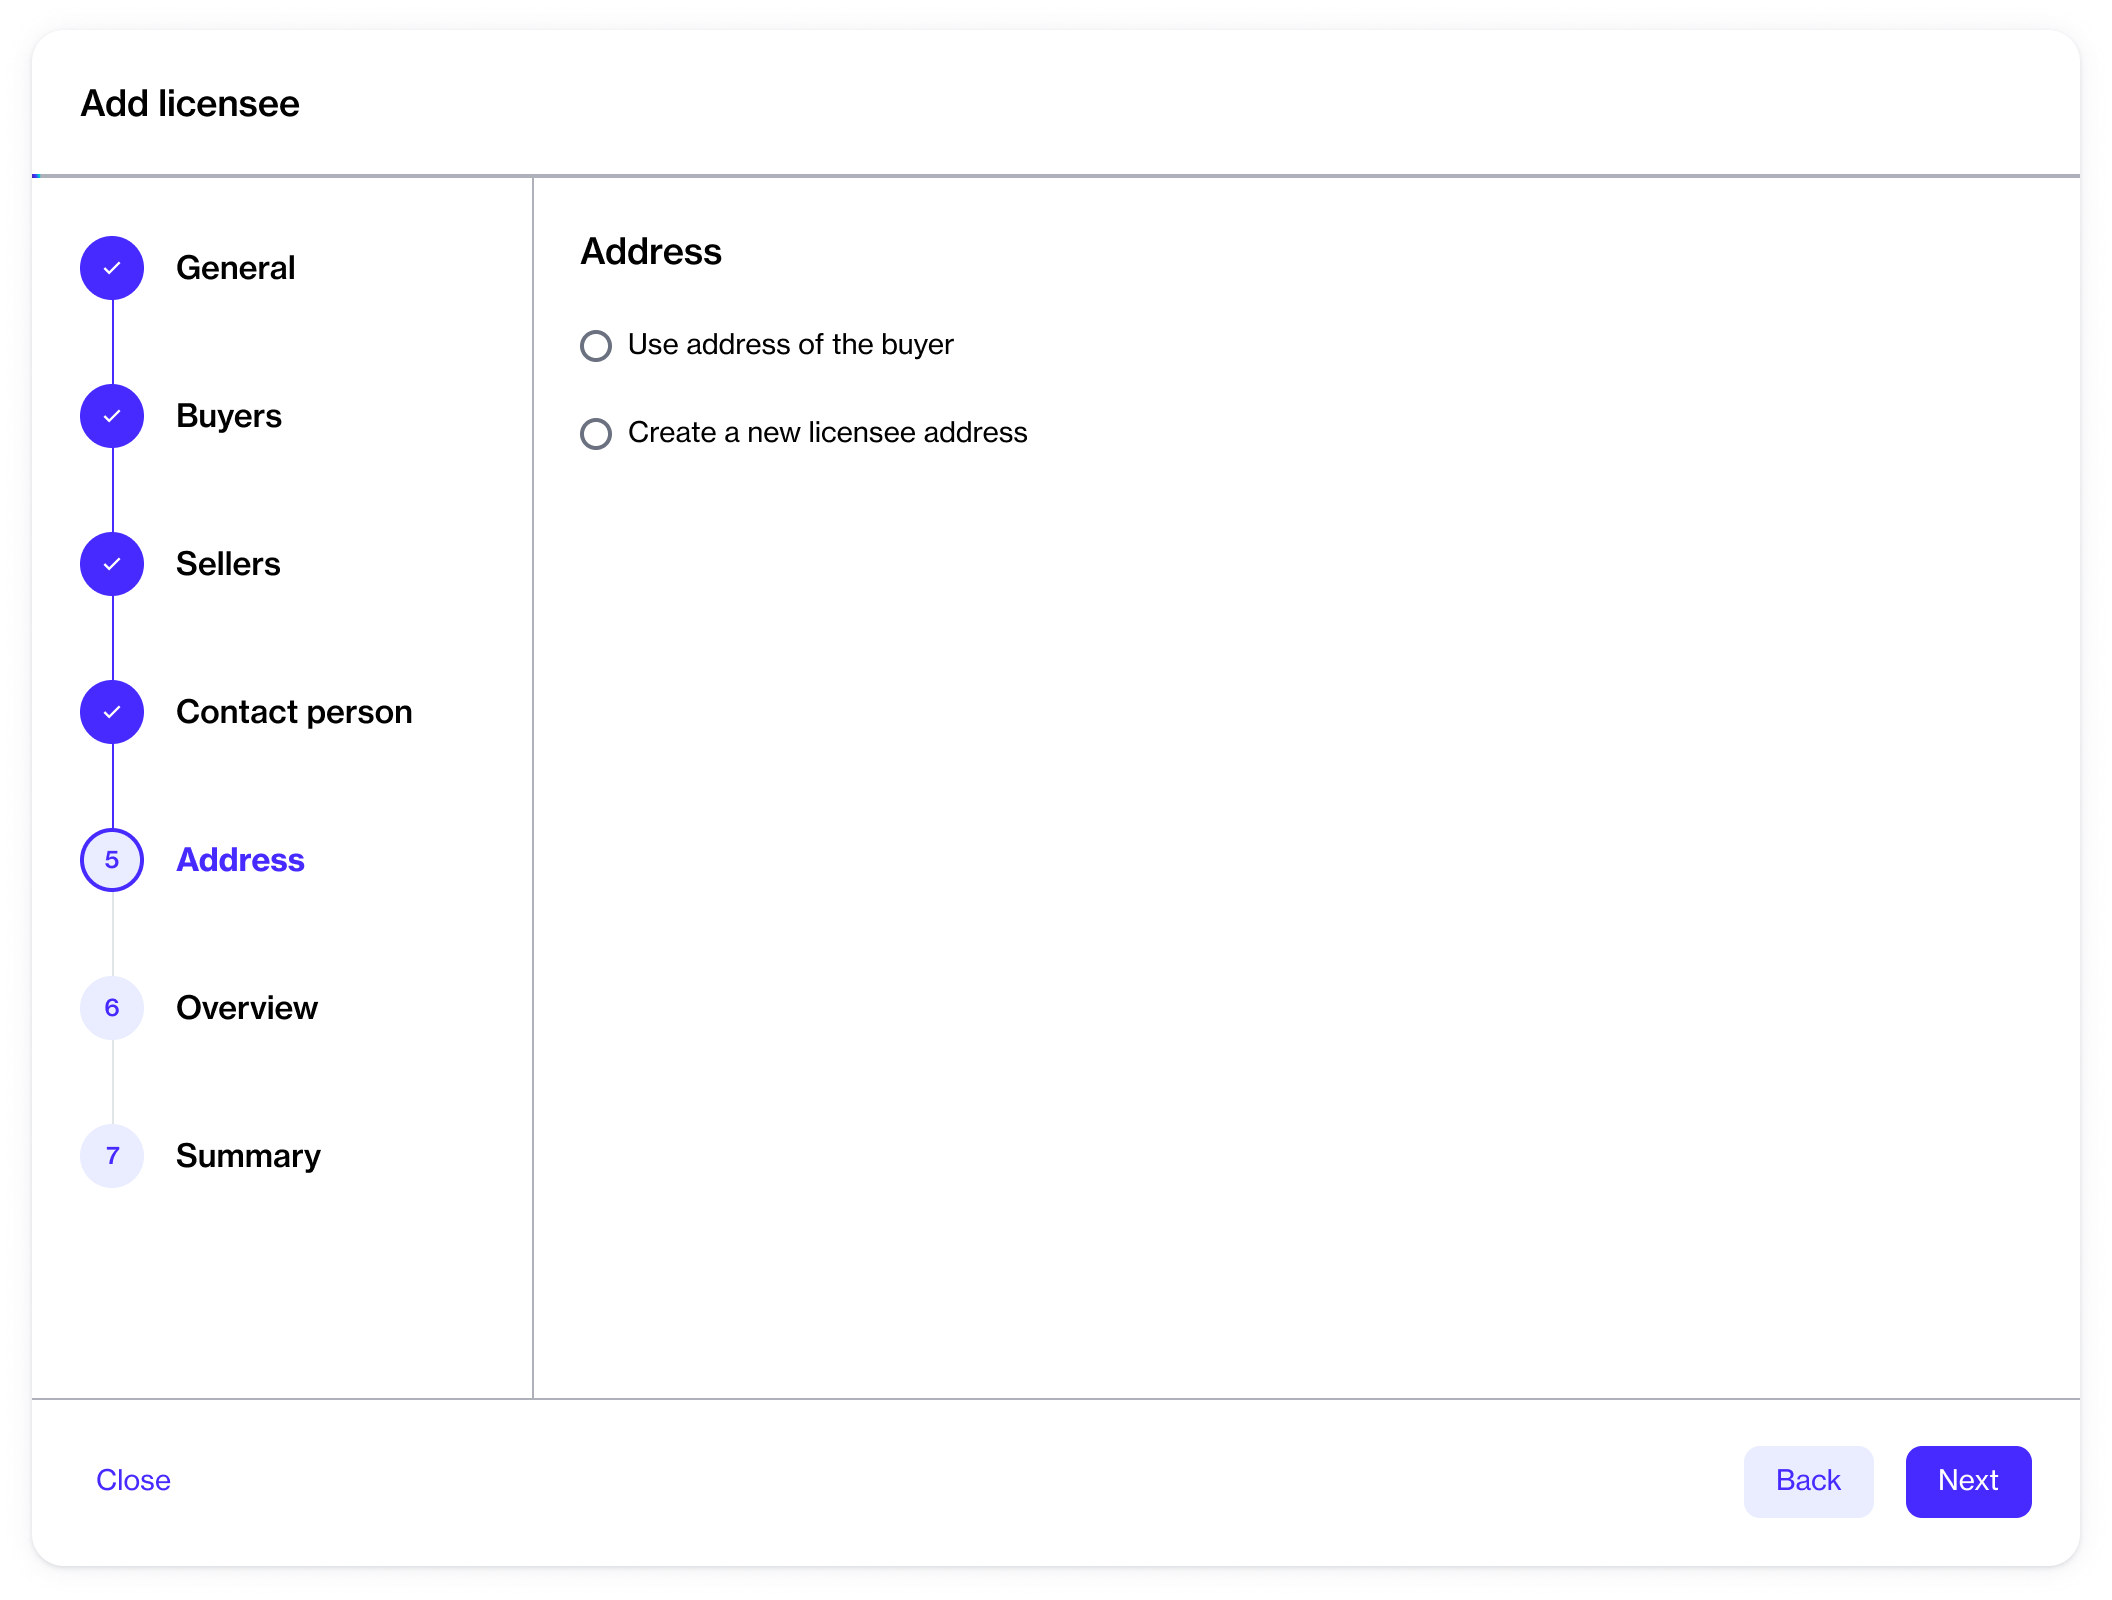 Add licensee
General
Buyers
Sellers
Contact person
5 Address
6 Overview
7 Summary
Address
Use address of the buyer
Create a new licensee address
Close
Back
Next